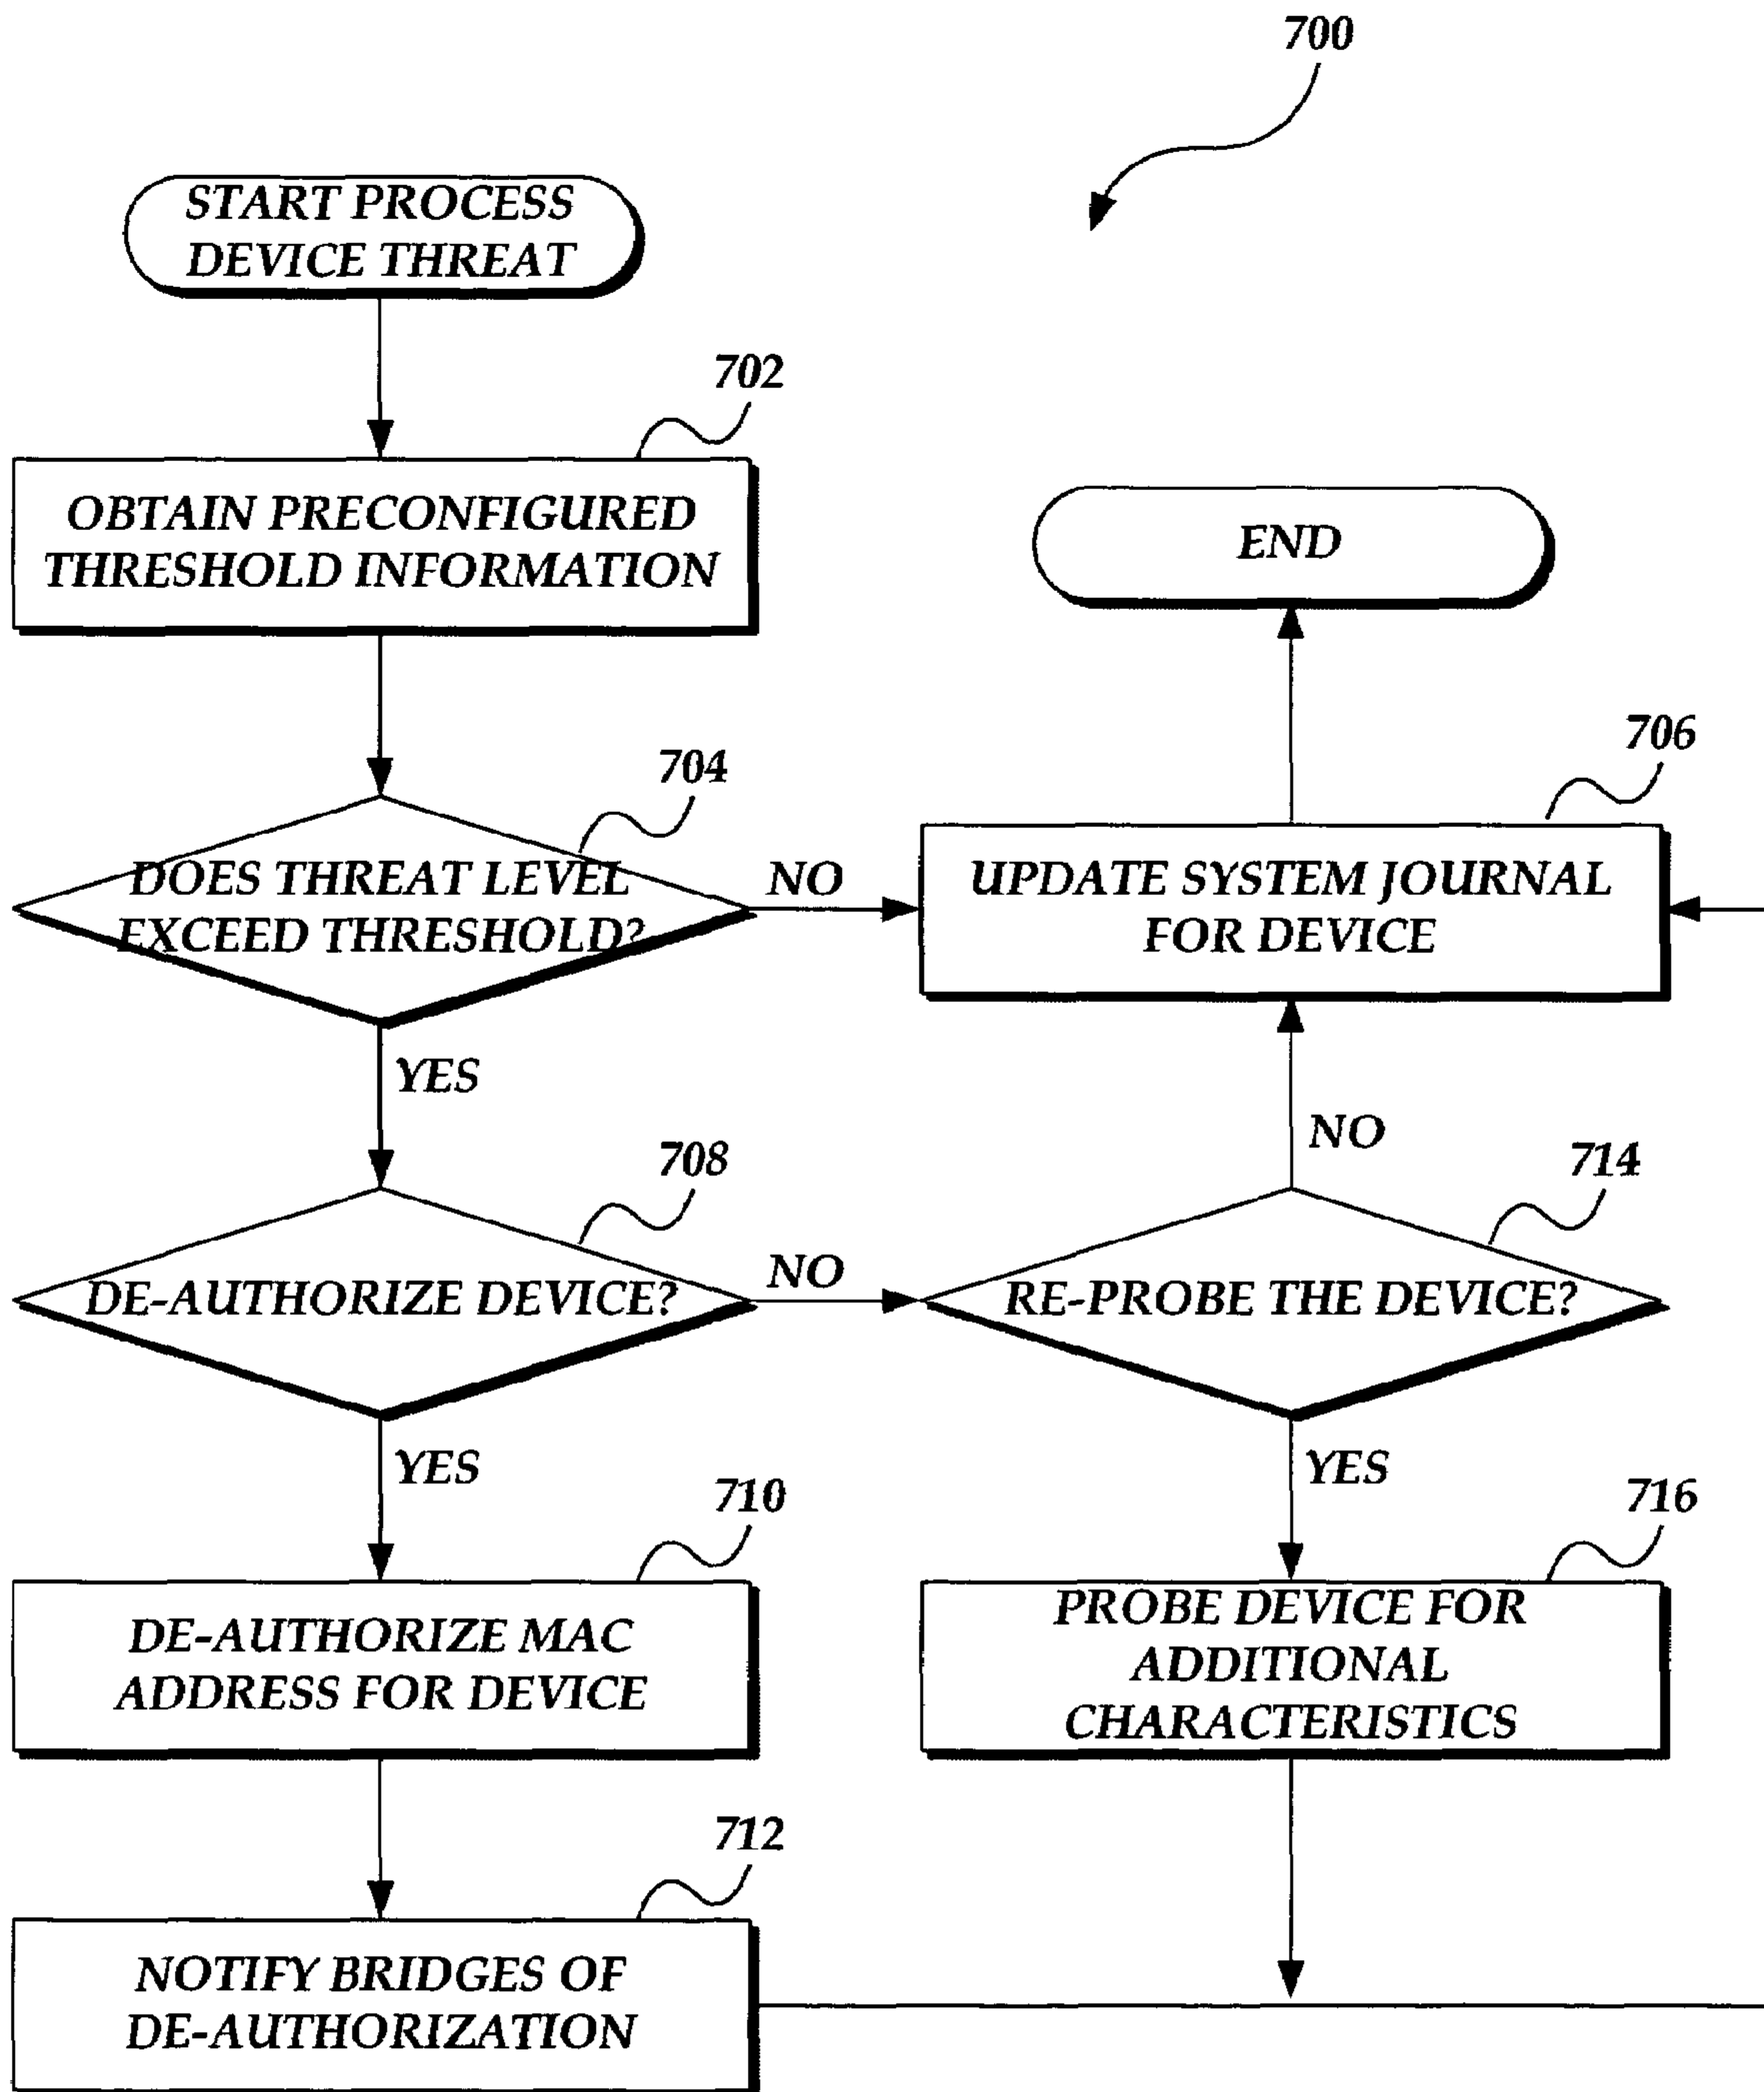 700
START PROCESS
DEVICE THREAT
702
OBTAIN PRECONFIGURED
THRESHOLD INFORMATION
END
704
DOES THREAT LEVEL
EXCEED THRESHOLD?
NO
706
UPDATE SYSTEM JOURNAL
FOR DEVICE
YES
708
DE-AUTHORIZE DEVICE?
NO
NO
714
RE-PROBE THE DEVICE?
YES
710
DE-AUTHORIZE MAC
ADDRESS FOR DEVICE
YES
716
PROBE DEVICE FOR
ADDITIONAL
CHARACTERISTICS
712
NOTIFY BRIDGES OF
DE-AUTHORIZATION